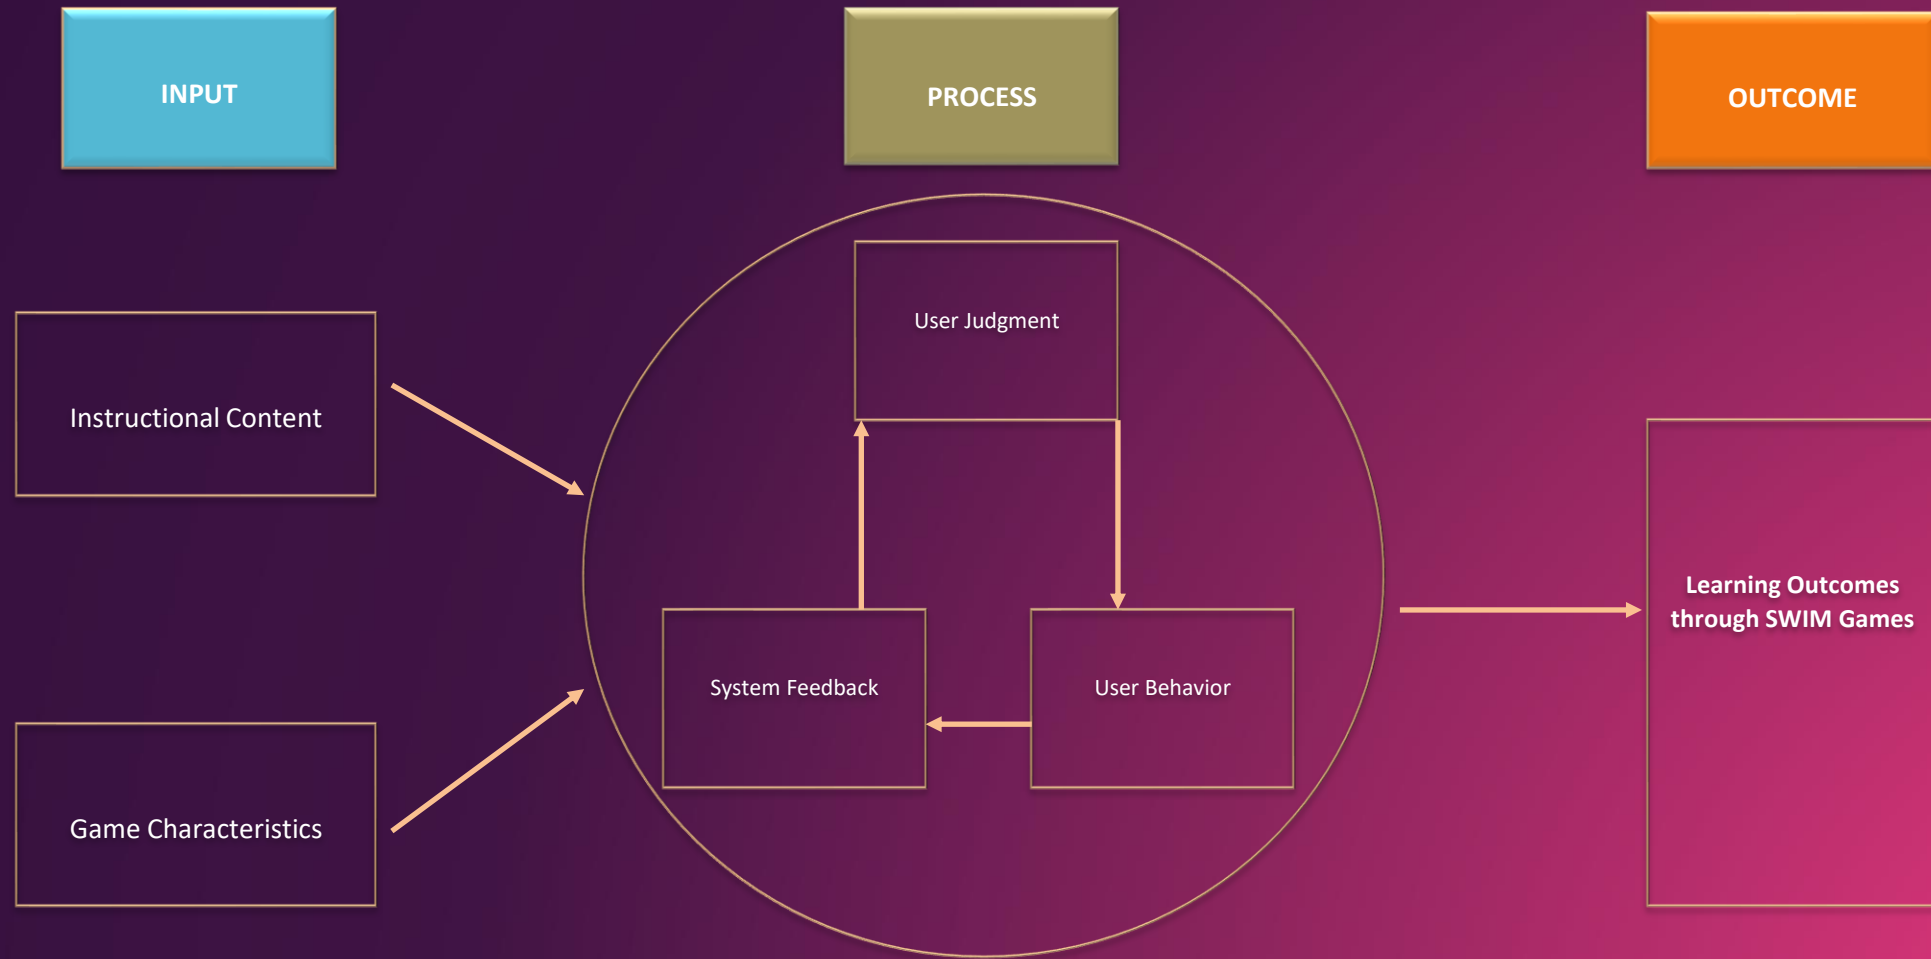 INPUT
PROCESS
OUTCOME
User Judgment
Instructional Content
Learning Outcomes
through SWIM Games
System Feedback
User Behavior
Game Characteristics